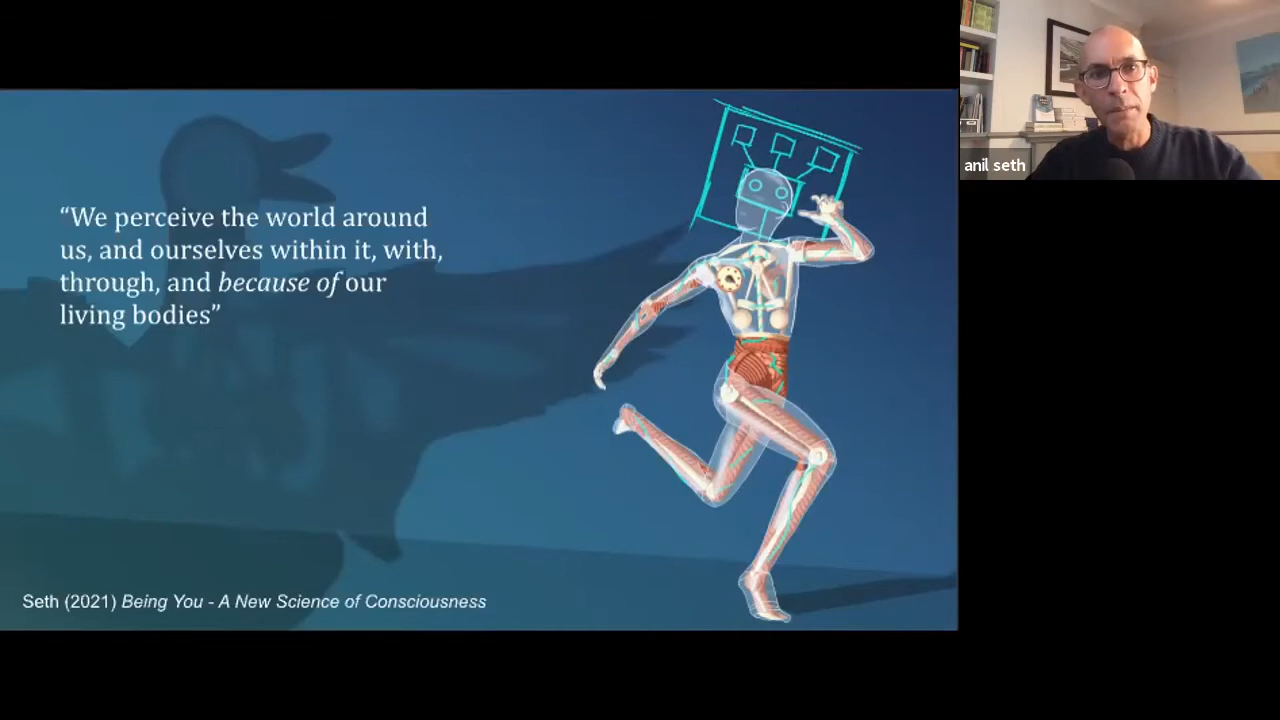 “We perceive the world around
us, and ourselves within it, with,
through, and because of our
living bodies”
Seth (2021) Being You - A New Science of Consciousness
anil seth